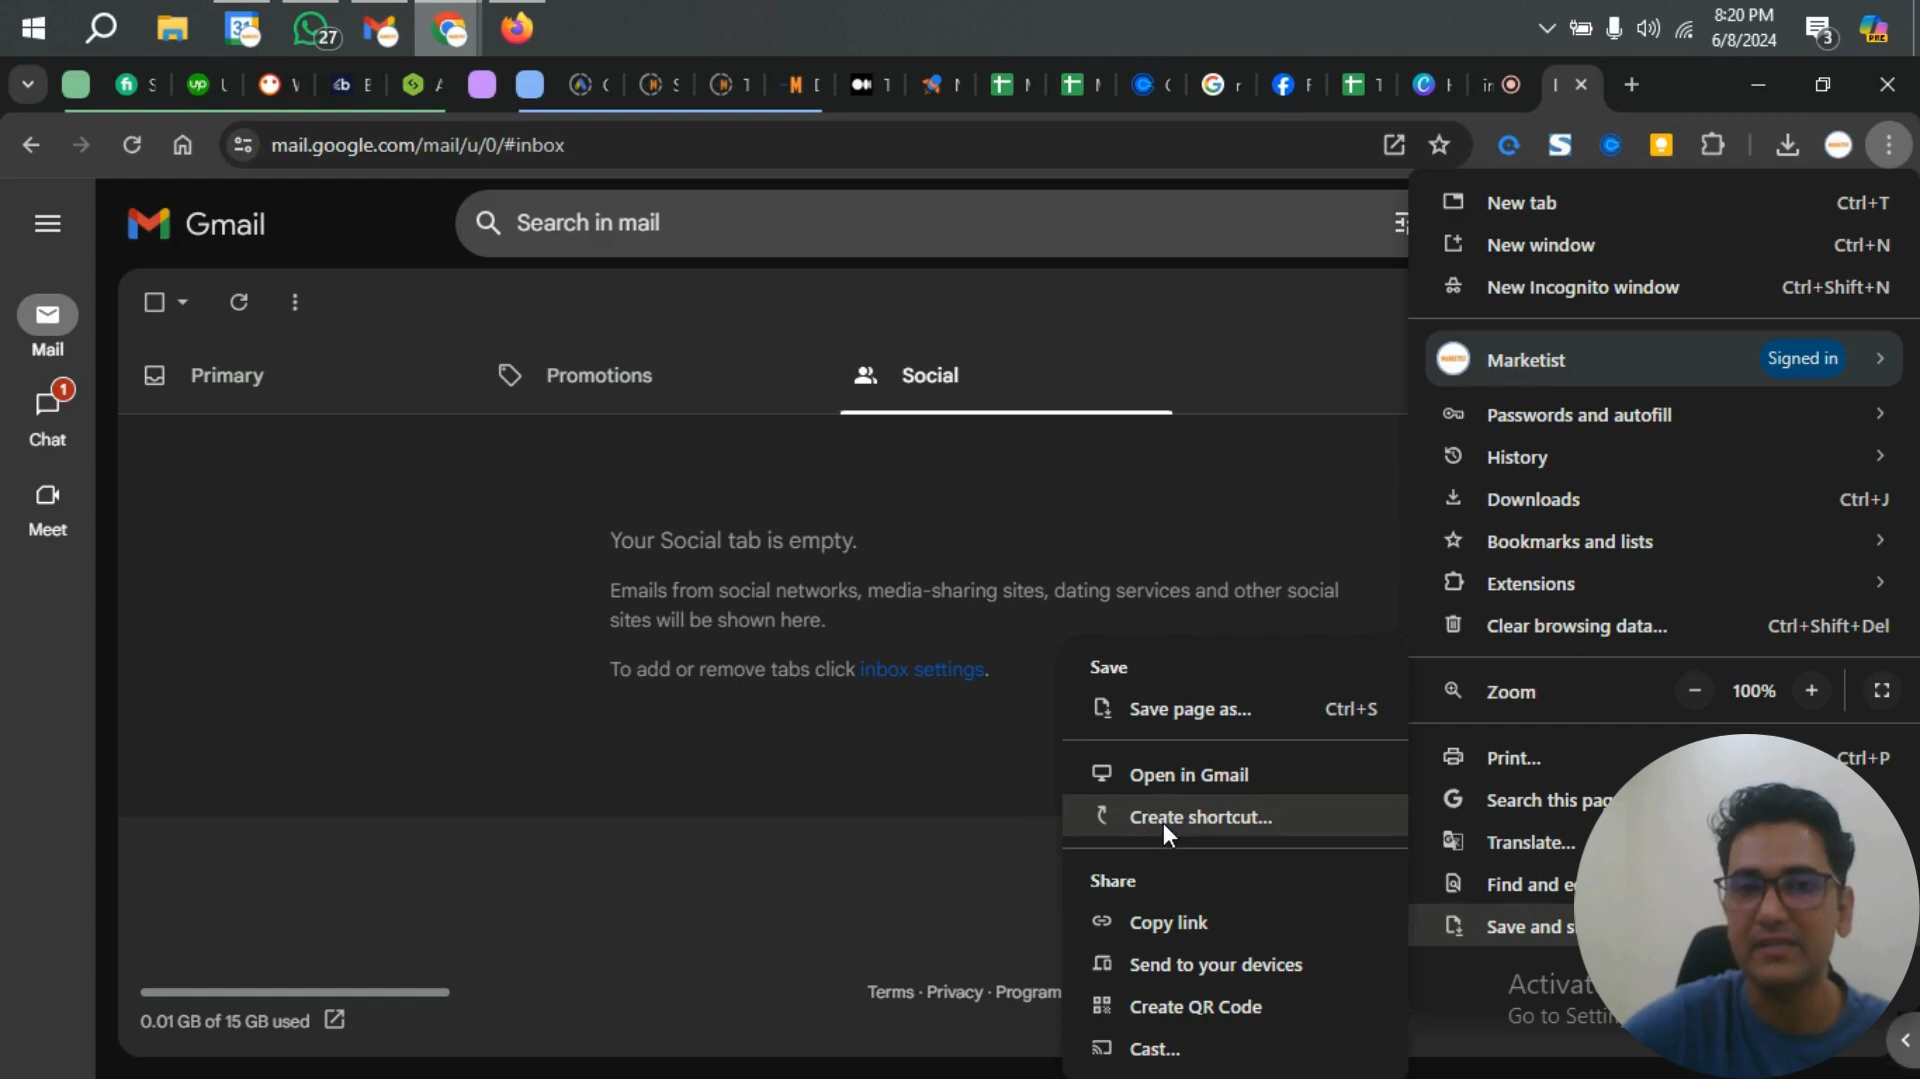 27
31
8:20 PM
6/8/2024
3
PRE
mail.google.com/mail/u/0/#inbox
Gmail
Search in mail
Mail
1
Chat
Meet
Primary
Promotions
Social
Your Social tab is empty.
Emails from social networks, media-sharing sites, dating services and other social
sites will be shown here.
To add or remove tabs click inbox settings.
0.01 GB of 15 GB used
Terms · Privacy · Program
Save
Save page as... Ctrl+S
Open in Gmail
Create shortcut...
Share
Copy link
Send to your devices
Create QR Code
Cast...
New tab Ctrl+T
New window Ctrl+N
New Incognito window Ctrl+Shift+N
Marketist Signed in
Passwords and autofill
History
Downloads Ctrl+J
Bookmarks and lists
Extensions
Clear browsing data... Ctrl+Shift+Del
Zoom − 100% +
Print... Ctrl+P
Search this pag
Translate...
Find and e
Save and s
Activat
Go to Settin